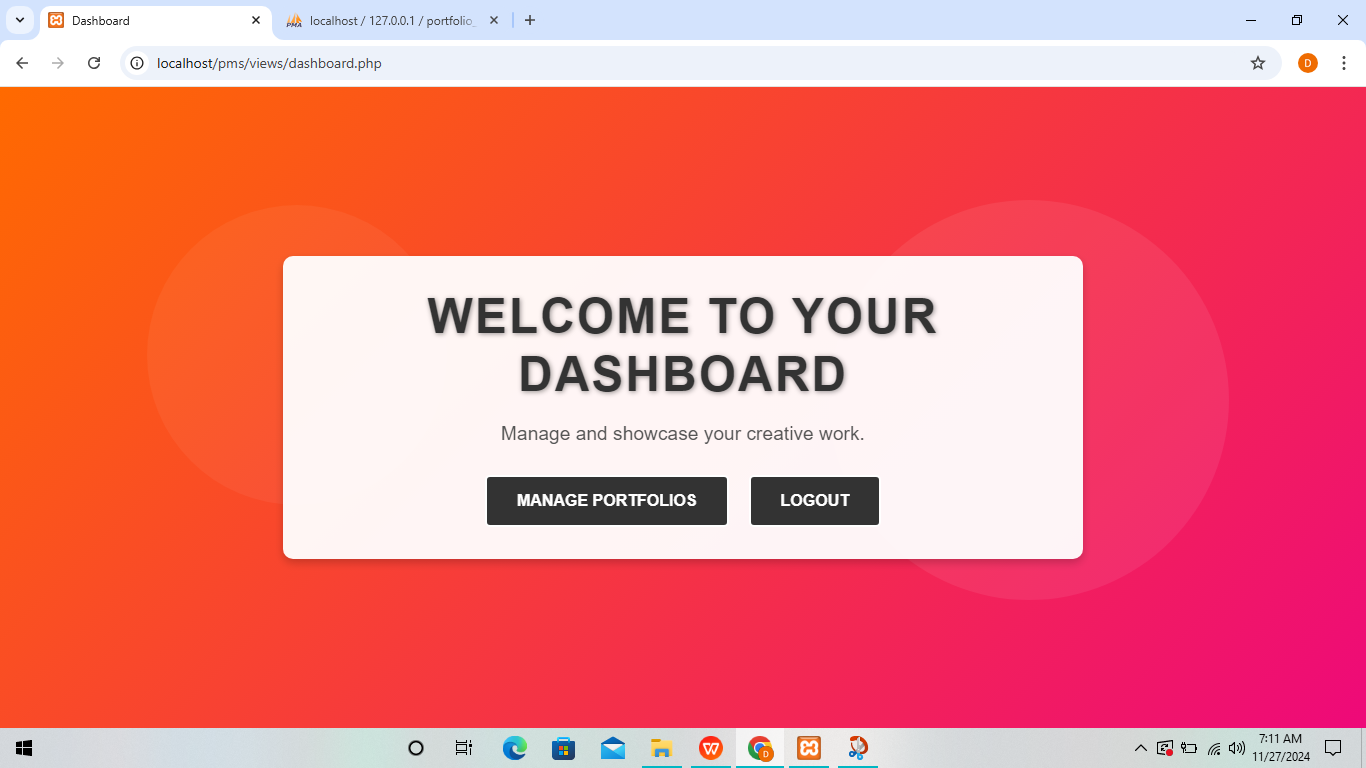 Dashboard
localhost / 127.0.0.1 / portfolio_
localhost/pms/views/dashboard.php
D
WELCOME TO YOUR
DASHBOARD
Manage and showcase your creative work.
MANAGE PORTFOLIOS
LOGOUT
7:11 AM
11/27/2024